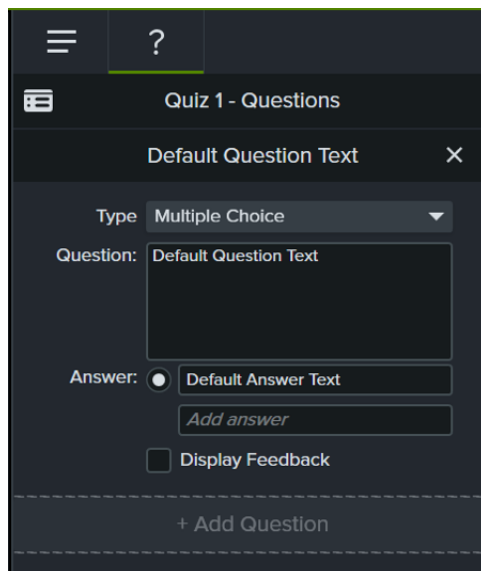 ?
Quiz 1 - Questions
Default Question Text
Type Multiple Choice
Question: Default Question Text
Answer: Default Answer Text
Add answer
Display Feedback
+ Add Question